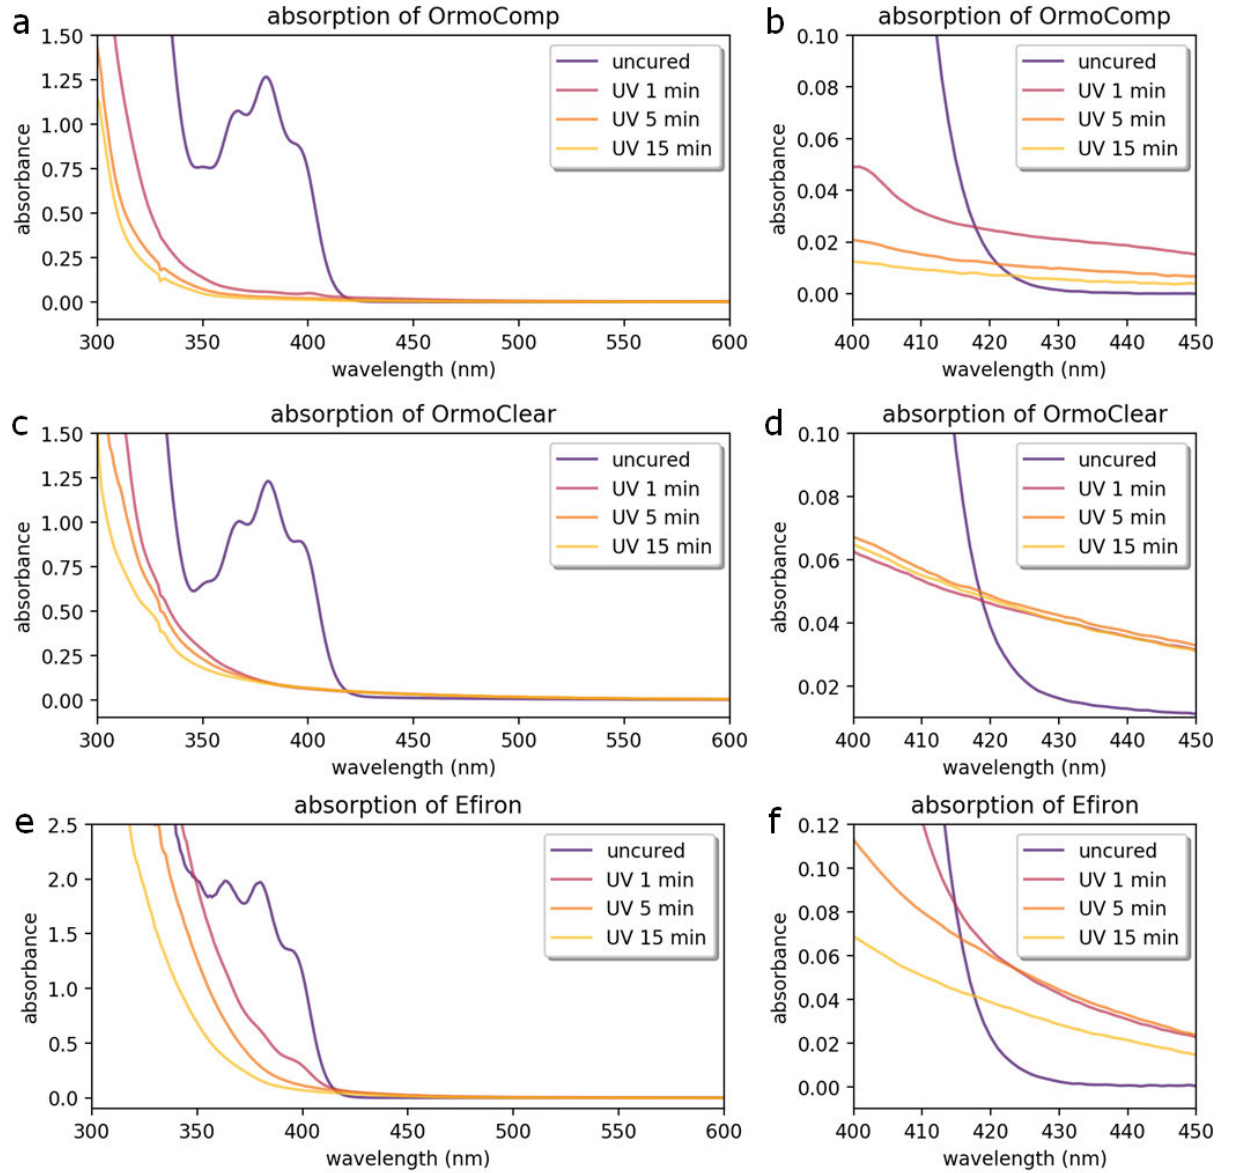 a
absorption of OrmoComp
1.50
1.25
1.00
0.75
0.50
0.25
0.00
absorbance
uncured
UV 1 min
UV 5 min
UV 15 min
300 350 400 450 500 550 600
wavelength (nm)
b
absorption of OrmoComp
0.10
0.08
0.06
0.04
0.02
0.00
absorbance
uncured
UV 1 min
UV 5 min
UV 15 min
400 410 420 430 440 450
wavelength (nm)
c
absorption of OrmoClear
1.50
1.25
1.00
0.75
0.50
0.25
0.00
absorbance
uncured
UV 1 min
UV 5 min
UV 15 min
300 350 400 450 500 550 600
wavelength (nm)
d
absorption of OrmoClear
0.10
0.08
0.06
0.04
0.02
absorbance
uncured
UV 1 min
UV 5 min
UV 15 min
400 410 420 430 440 450
wavelength (nm)
e
absorption of Efiron
2.5
2.0
1.5
1.0
0.5
0.0
absorbance
uncured
UV 1 min
UV 5 min
UV 15 min
300 350 400 450 500 550 600
wavelength (nm)
f
absorption of Efiron
0.12
0.10
0.08
0.06
0.04
0.02
0.00
absorbance
uncured
UV 1 min
UV 5 min
UV 15 min
400 410 420 430 440 450
wavelength (nm)